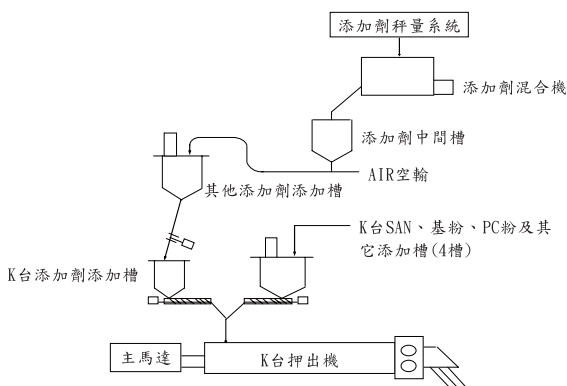 添加劑秤量系統
添加劑混合機
添加劑中間槽
AIR空輸
其他添加劑添加槽
K台SAN、基粉、PC粉及其
它添加槽(4槽)
K台添加劑添加槽
主馬達
K台押出機